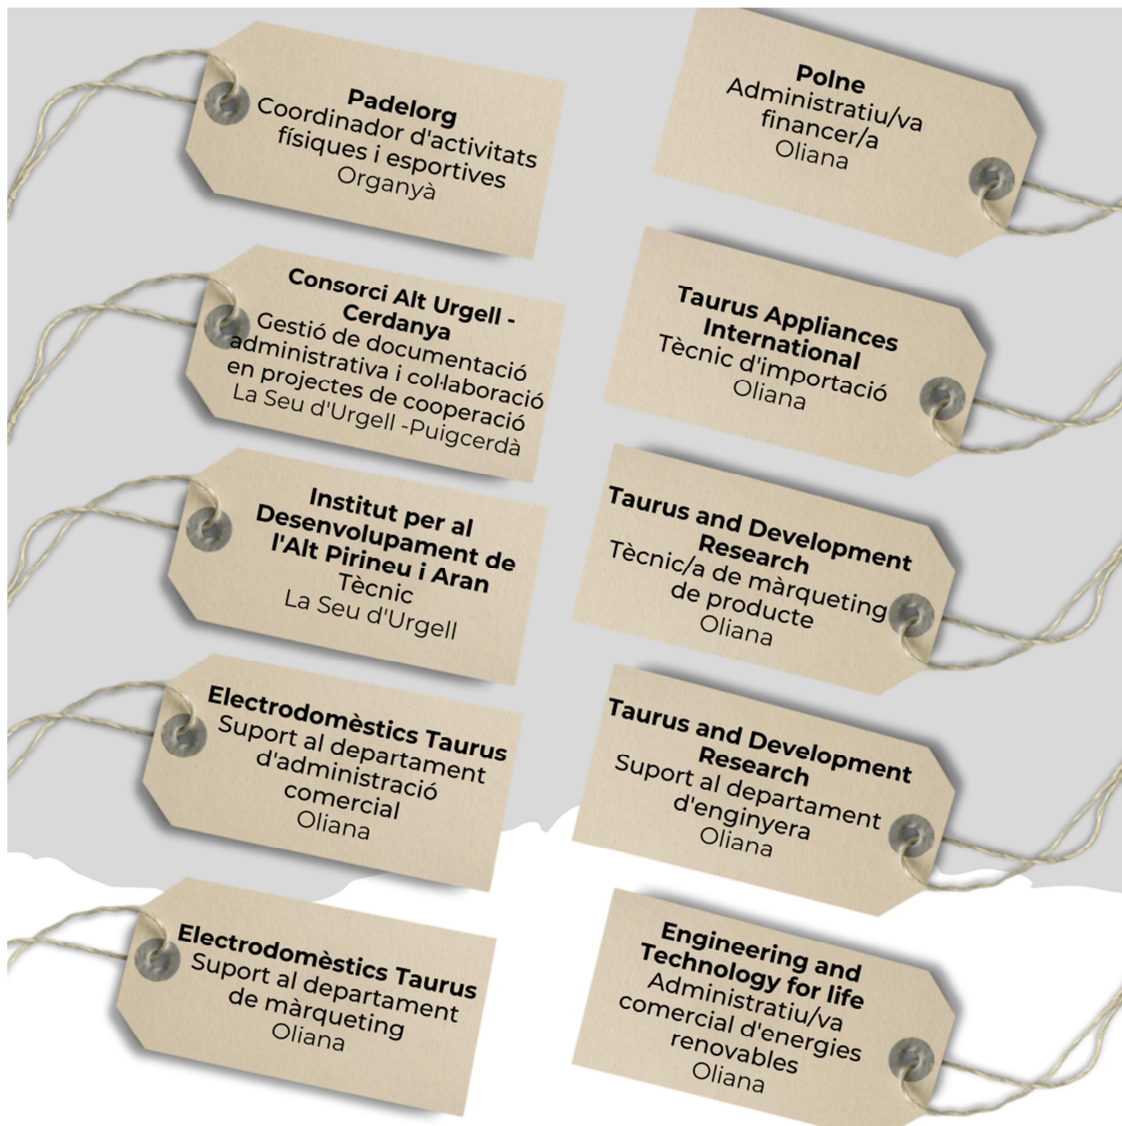 Padelorg
Coordinador d'activitats
físiques i esportives
Organyà
Consorci Alt Urgell -
Cerdanya
Gestió de documentació
administrativa i col·laboració
en projectes de cooperació
La Seu d'Urgell -Puigcerdà
Institut per al
Desenvolupament de
l'Alt Pirineu i Aran
Tècnic
La Seu d'Urgell
Electrodomèstics Taurus
Suport al departament
d'administració
comercial
Oliana
Electrodomèstics Taurus
Suport al departament
de màrqueting
Oliana
Polne
Administratiu/va
financer/a
Oliana
Taurus Appliances
International
Tècnic d'importació
Oliana
Taurus and Development
Research
Tècnic/a de màrqueting
de producte
Oliana
Taurus and Development
Research
Suport al departament
d'enginyera
Oliana
Engineering and
Technology for life
Administratiu/va
comercial d'energies
renovables
Oliana